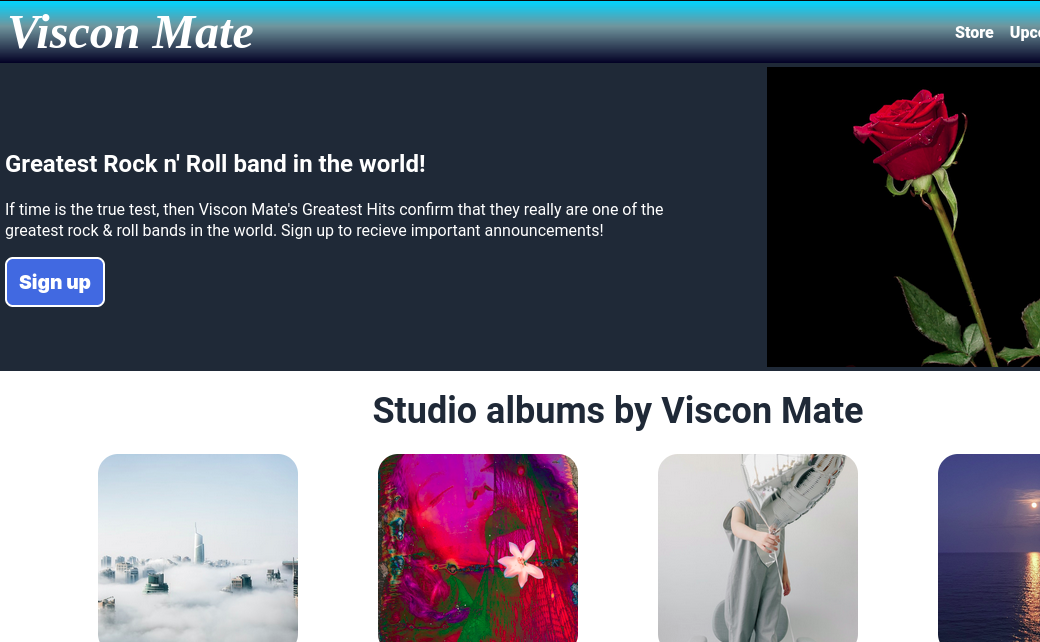 Viscon Mate
Store Upc
Greatest Rock n' Roll band in the world!
If time is the true test, then Viscon Mate's Greatest Hits confirm that they really are one of the
greatest rock & roll bands in the world. Sign up to recieve important announcements!
Sign up
Studio albums by Viscon Mate